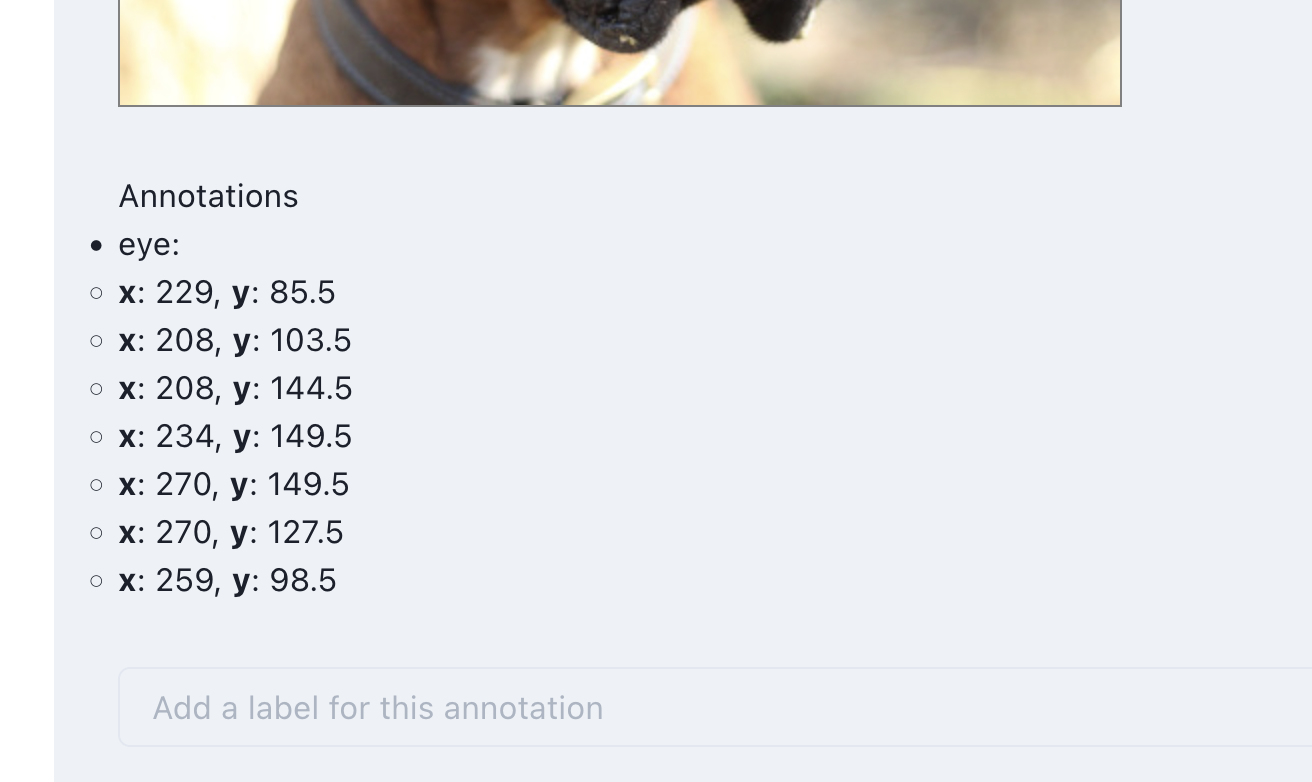 Annotations
eye:
x: 229, y: 85.5
x: 208, y: 103.5
x: 208, y: 144.5
x: 234, y: 149.5
x: 270, y: 149.5
x: 270, y: 127.5
x: 259, y: 98.5
Add a label for this annotation